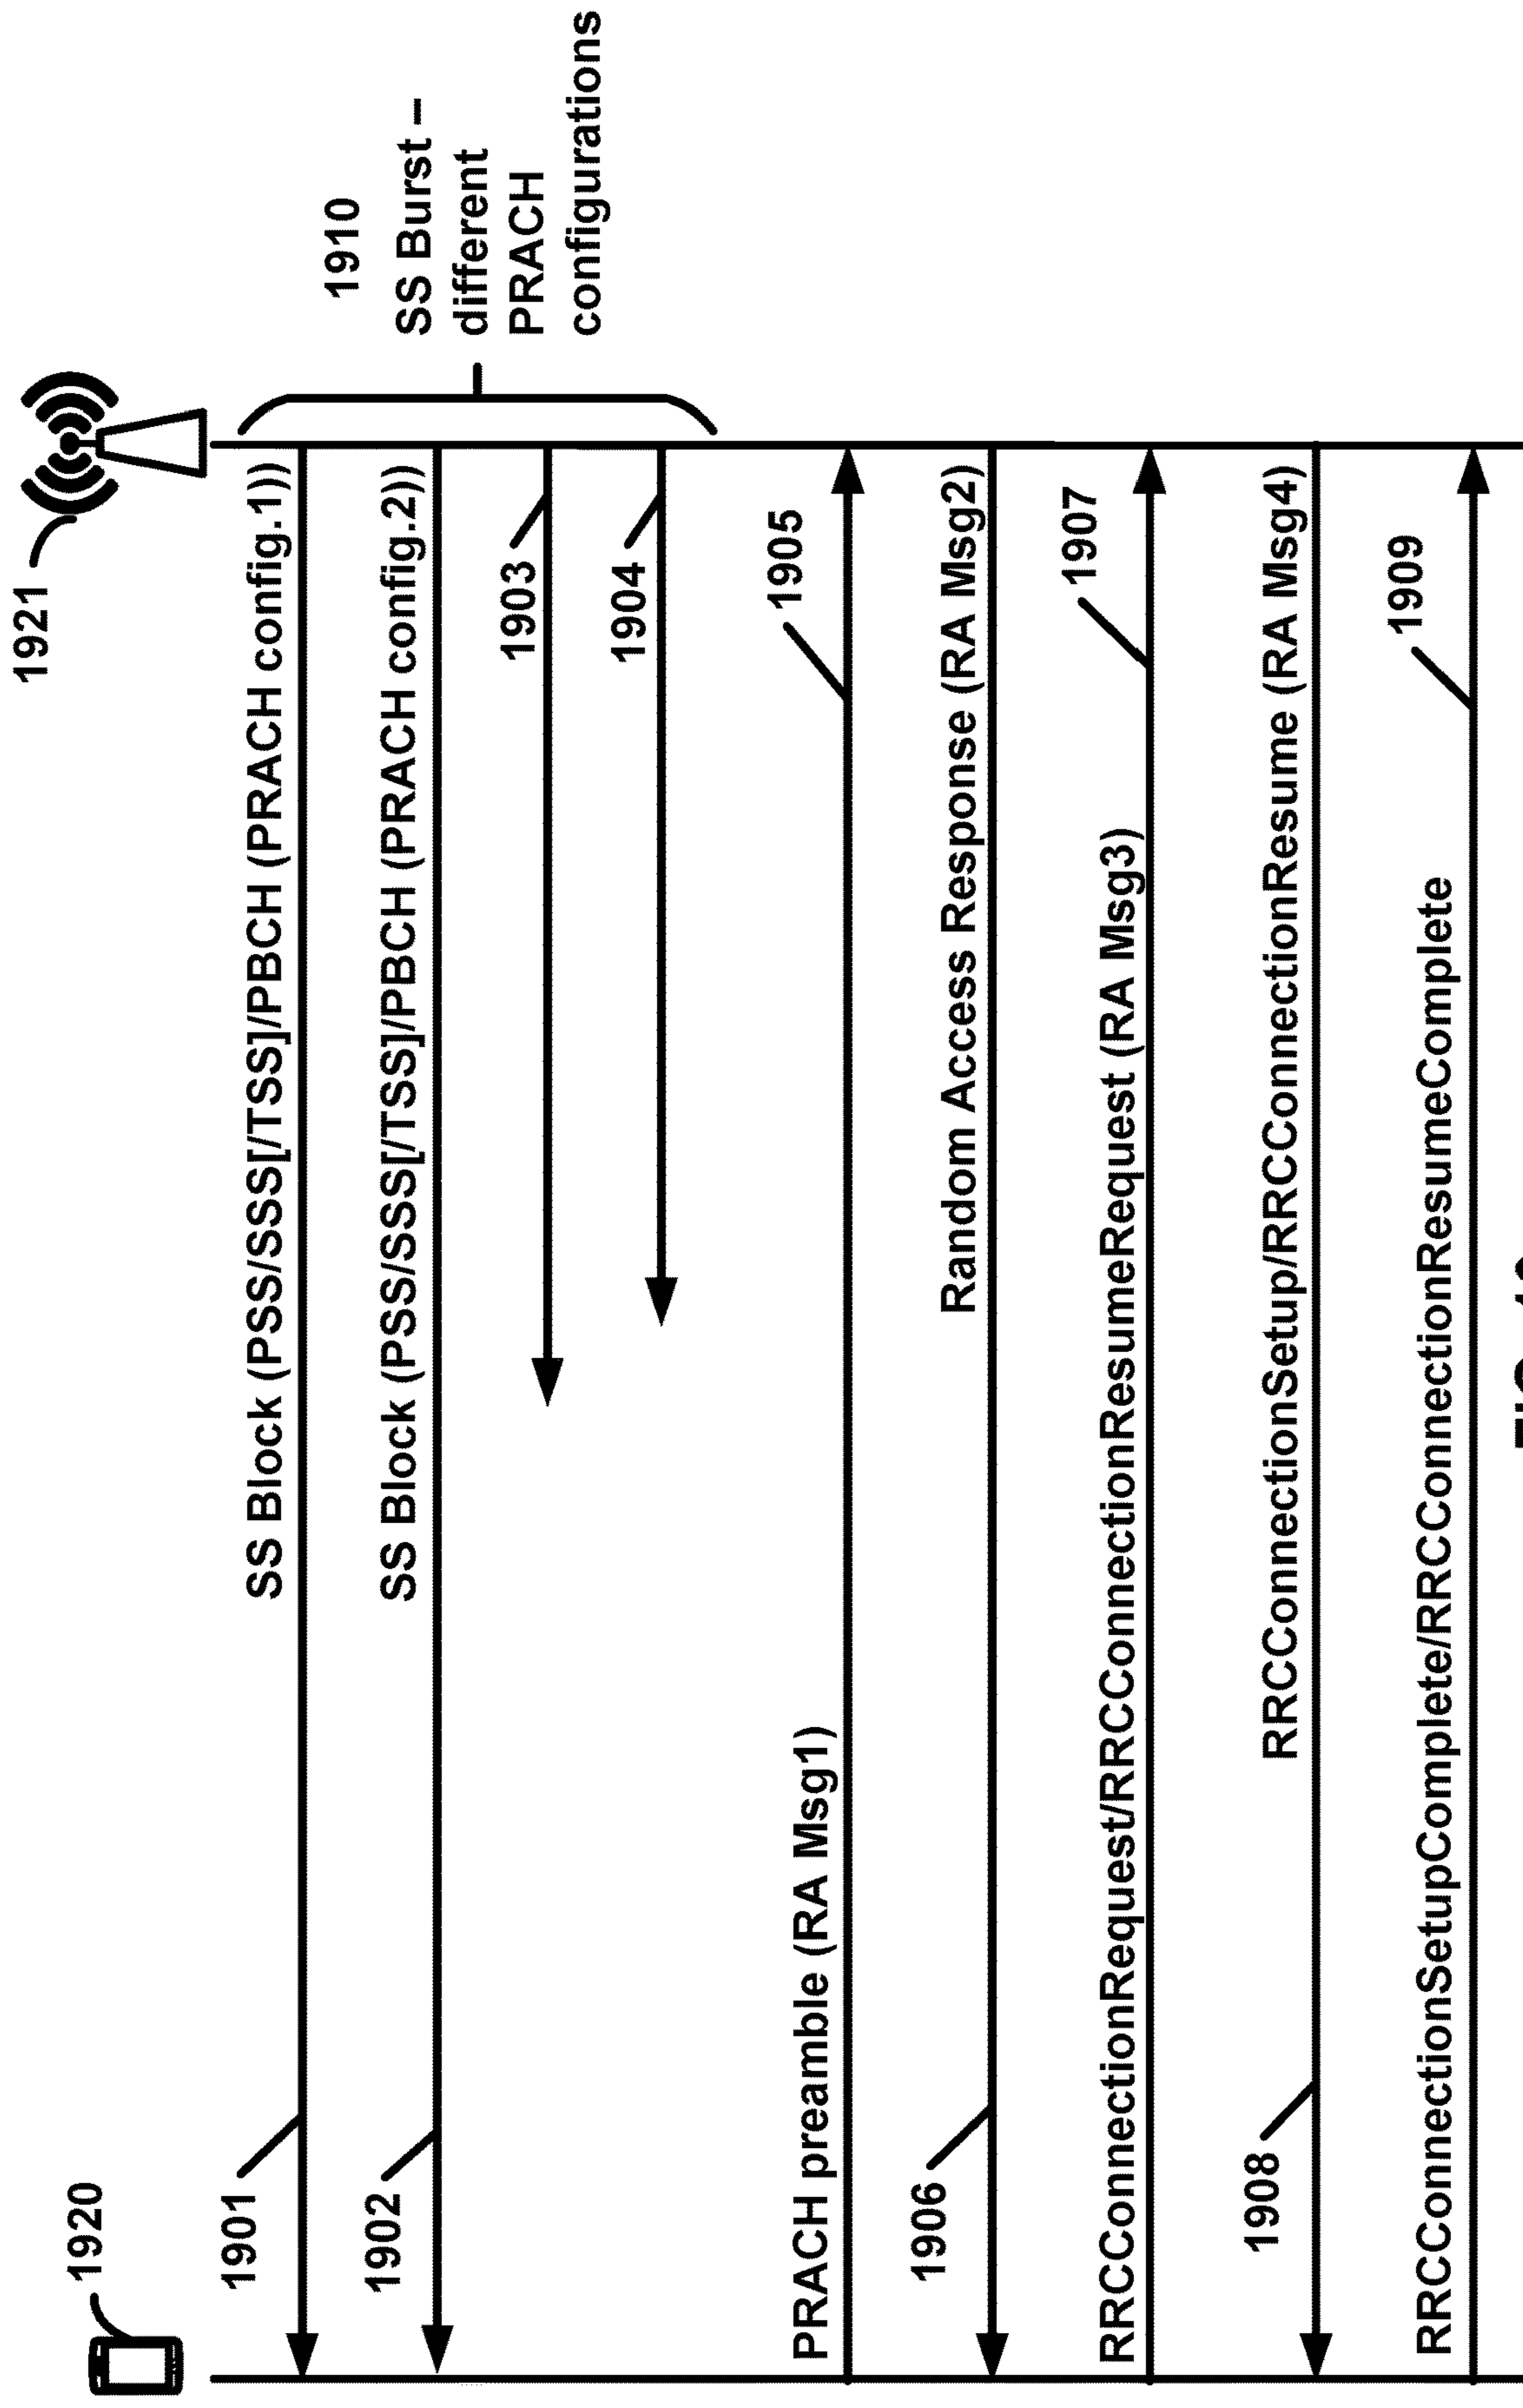 1920
1921
1901
SS Block (PSS/SSS[/TSS]/PBCH (PRACH config.1))
1910
SS Burst –
different
PRACH
configurations
1902
SS Block (PSS/SSS[/TSS]/PBCH (PRACH config.2))
1903
1904
PRACH preamble (RA Msg1)
1905
1906
Random Access Response (RA Msg2)
RRCConnectionRequest/RRCConnectionResumeRequest (RA Msg3)
1907
1908
RRCConnectionSetup/RRCConnectionResume (RA Msg4)
RRCConnectionSetupComplete/RRCConnectionResumeComplete
1909